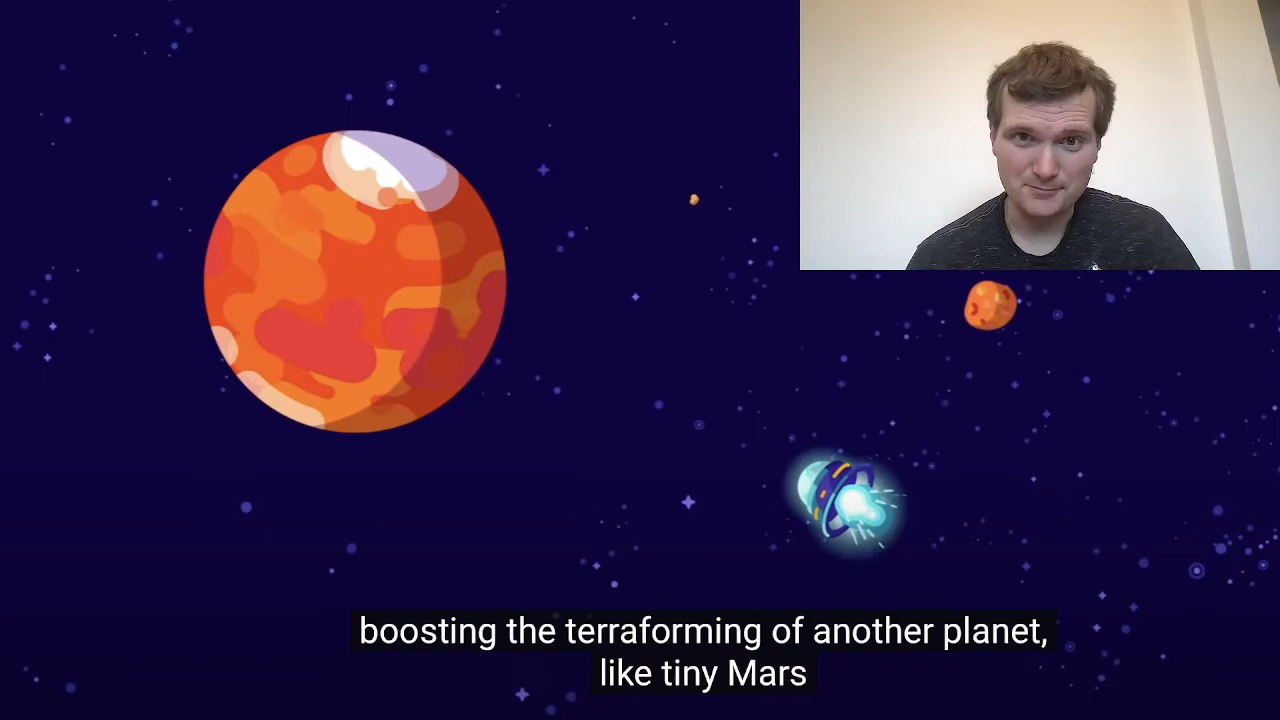 boosting the terraforming of another planet,
like tiny Mars